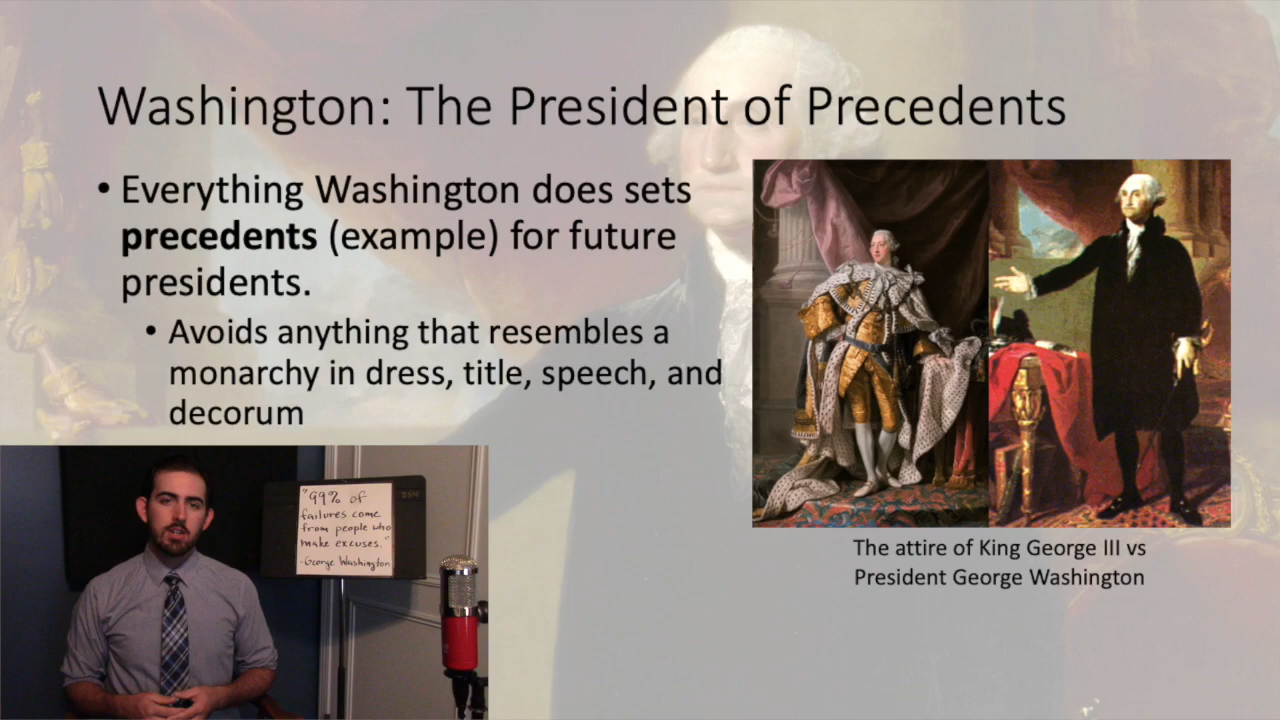 Washington: The President of Precedents
• Everything Washington does sets
precedents (example) for future
presidents.
• Avoids anything that resembles a
monarchy in dress, title, speech, and
decorum
The attire of King George III vs
President George Washington
"99% of
failures come
from people who
make excuses."
-George Washington